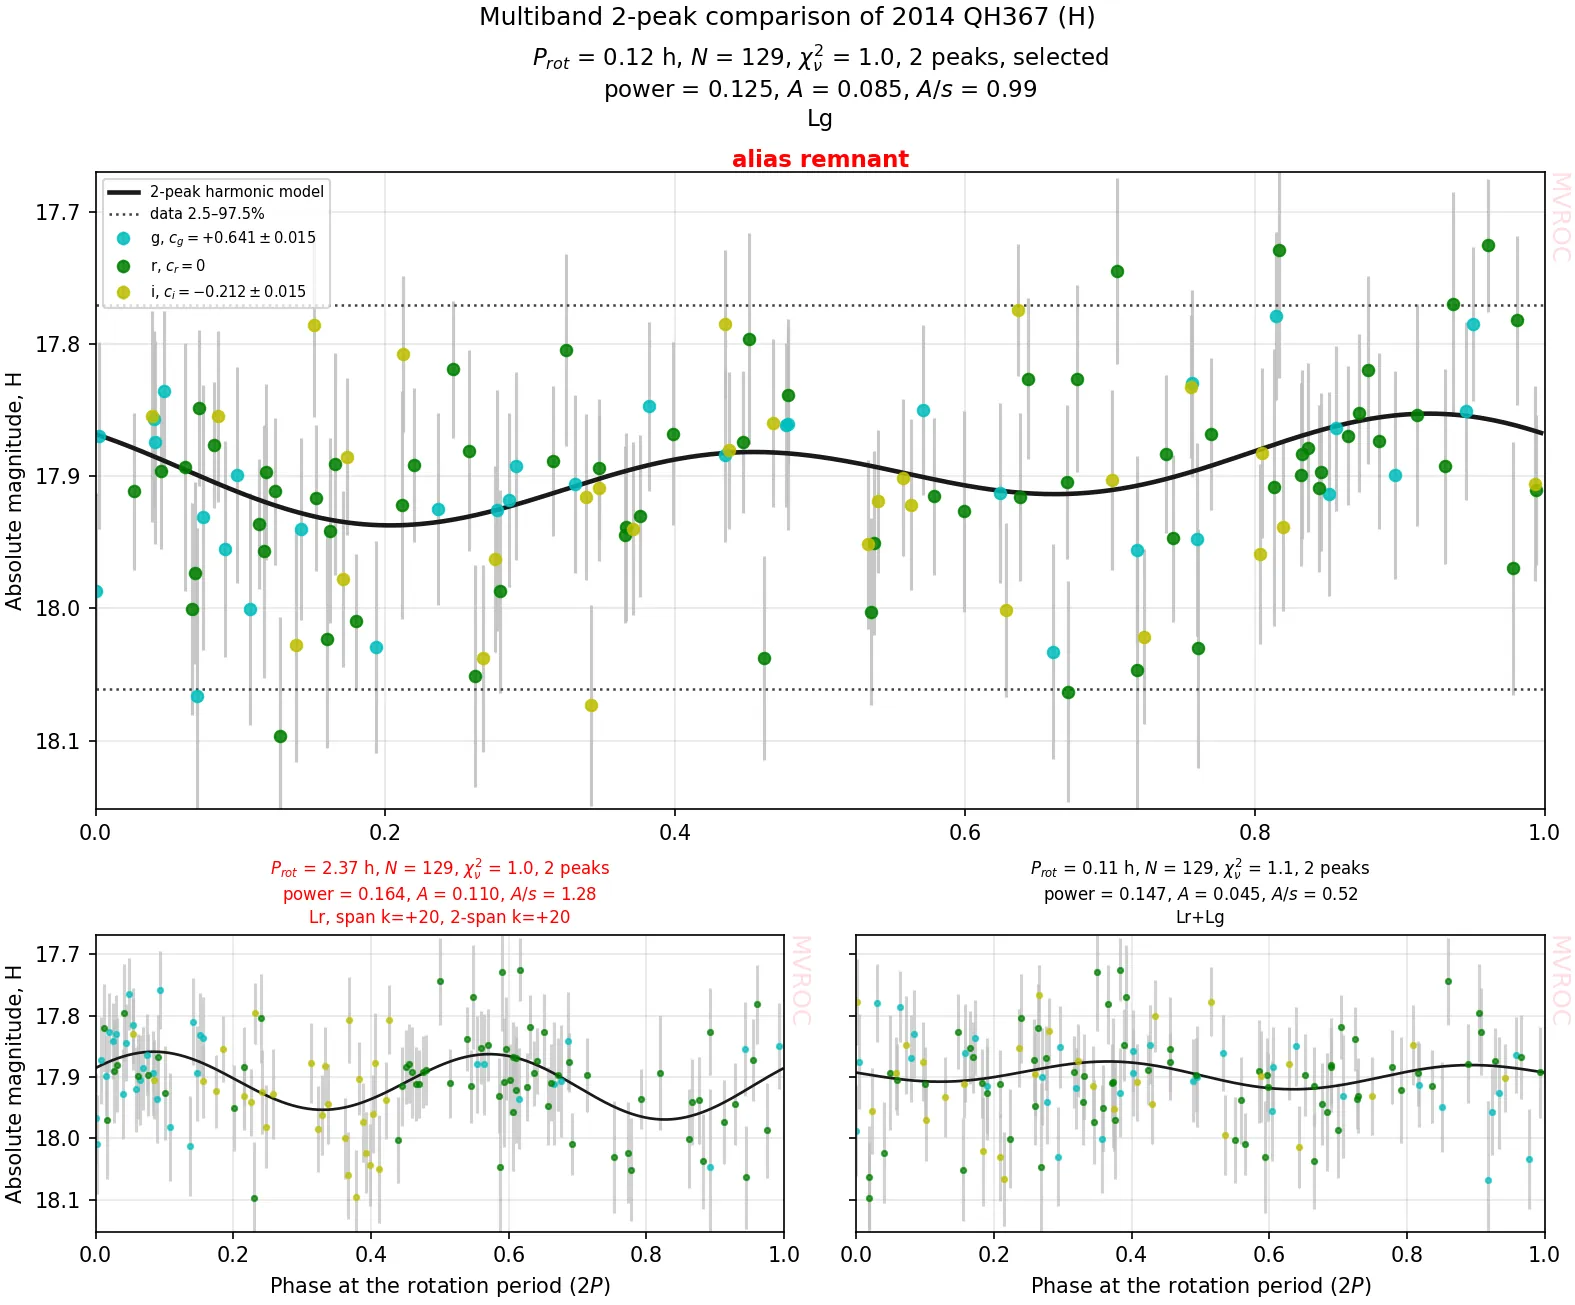 Multiband 2-peak comparison of 2014 QH367 (H)
P_rot = 0.12 h, N = 129, χ²_ν = 1.0, 2 peaks, selected
power = 0.125, A = 0.085, A/s = 0.99
Lg
alias remnant
2-peak harmonic model
data 2.5–97.5%
g, c_g = +0.641 ± 0.015
r, c_r = 0
i, c_i = −0.212 ± 0.015
MVROC
Absolute magnitude, H
17.7
17.8
17.9
18.0
18.1
0.0 0.2 0.4 0.6 0.8 1.0
P_rot = 2.37 h, N = 129, χ²_ν = 1.0, 2 peaks
power = 0.164, A = 0.110, A/s = 1.28
Lr, span k=+20, 2-span k=+20
MVROC
Absolute magnitude, H
17.7
17.8
17.9
18.0
18.1
0.0 0.2 0.4 0.6 0.8 1.0
Phase at the rotation period (2P)
P_rot = 0.11 h, N = 129, χ²_ν = 1.1, 2 peaks
power = 0.147, A = 0.045, A/s = 0.52
Lr+Lg
MVROC
0.0 0.2 0.4 0.6 0.8 1.0
Phase at the rotation period (2P)